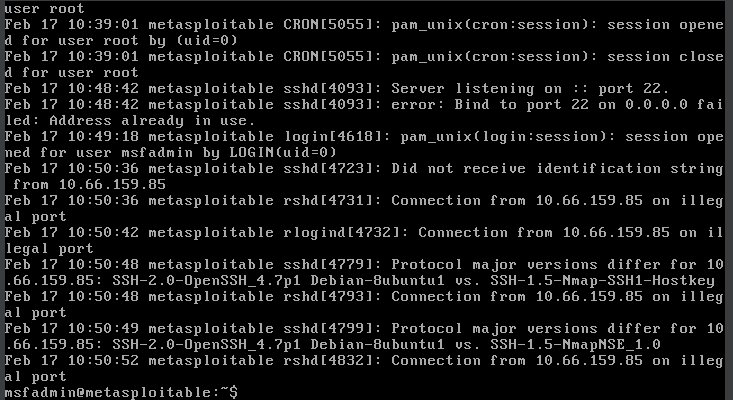 user root
Feb 17 10:39:01 metasploitable CRON[5055]: pam_unix(cron:session): session opene
d for user root by (uid=0)
Feb 17 10:39:01 metasploitable CRON[5055]: pam_unix(cron:session): session close
d for user root
Feb 17 10:48:42 metasploitable sshd[4093]: Server listening on :: port 22.
Feb 17 10:48:42 metasploitable sshd[4093]: error: Bind to port 22 on 0.0.0.0 fai
led: Address already in use.
Feb 17 10:49:18 metasploitable login[4618]: pam_unix(login:session): session ope
ned for user msfadmin by LOGIN(uid=0)
Feb 17 10:50:36 metasploitable sshd[4723]: Did not receive identification string
 from 10.66.159.85
Feb 17 10:50:36 metasploitable rshd[4731]: Connection from 10.66.159.85 on illeg
al port
Feb 17 10:50:42 metasploitable rlogind[4732]: Connection from 10.66.159.85 on il
legal port
Feb 17 10:50:48 metasploitable sshd[4779]: Protocol major versions differ for 10
.66.159.85: SSH-2.0-OpenSSH_4.7p1 Debian-8ubuntu1 vs. SSH-1.5-Nmap-SSH1-Hostkey
Feb 17 10:50:48 metasploitable rshd[4793]: Connection from 10.66.159.85 on illeg
al port
Feb 17 10:50:49 metasploitable sshd[4799]: Protocol major versions differ for 10
.66.159.85: SSH-2.0-OpenSSH_4.7p1 Debian-8ubuntu1 vs. SSH-1.5-NmapNSE_1.0
Feb 17 10:50:52 metasploitable rshd[4832]: Connection from 10.66.159.85 on illeg
al port
msfadmin@metasploitable:~$